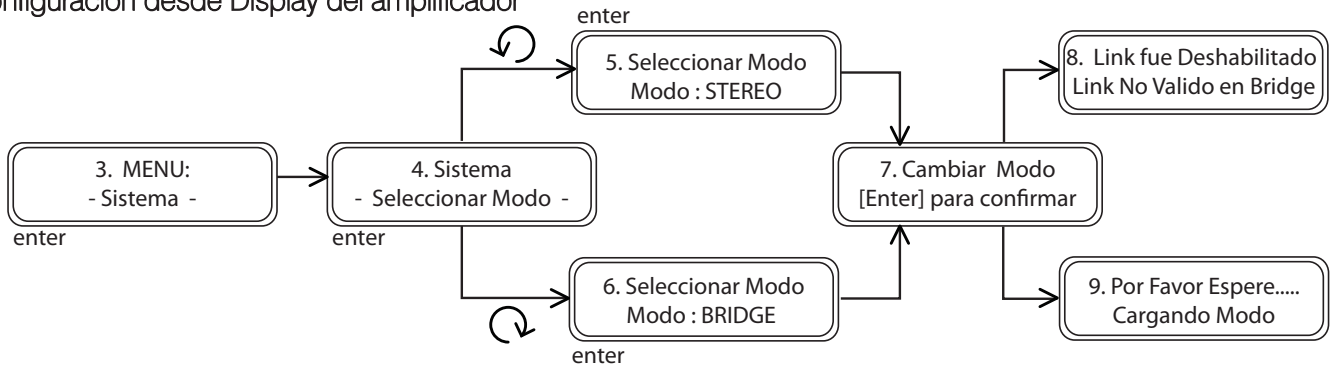 nfiguración desde Display del amplificador
3. MENU:
- Sistema -
enter
4. Sistema
- Seleccionar Modo -
enter
enter
5. Seleccionar Modo
Modo : STEREO
6. Seleccionar Modo
Modo : BRIDGE
enter
7. Cambiar Modo
[Enter] para confirmar
8. Link fue Deshabilitado
Link No Valido en Bridge
9. Por Favor Espere.....
Cargando Modo